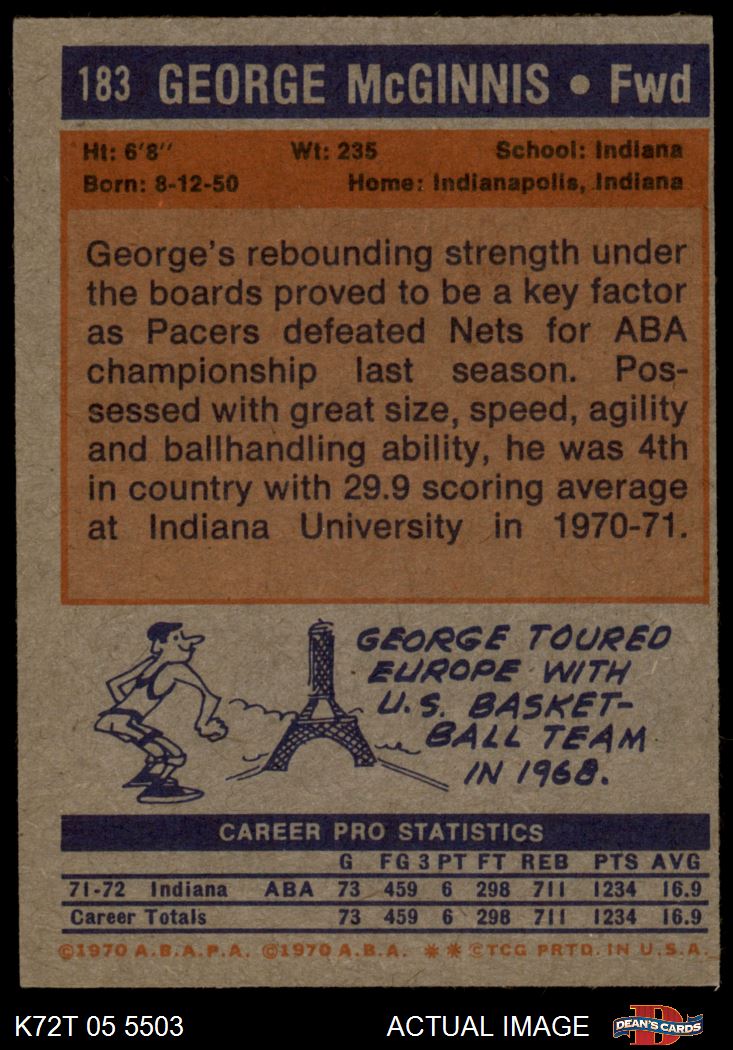 183 GEORGE McGINNIS • Fwd
Ht: 6'8'' Wt: 235 School: Indiana
Born: 8-12-50 Home: Indianapolis, Indiana
George's rebounding strength under
the boards proved to be a key factor
as Pacers defeated Nets for ABA
championship last season. Pos-
sessed with great size, speed, agility
and ballhandling ability, he was 4th
in country with 29.9 scoring average
at Indiana University in 1970-71.
GEORGE TOURED
EUROPE WITH
U.S. BASKET-
BALL TEAM
IN 1968.
CAREER PRO STATISTICS
G FG 3 PT FT REB PTS AVG
71-72 Indiana ABA 73 459 6 298 711 1234 16.9
Career Totals 73 459 6 298 711 1234 16.9
©1970 A.B.A.P.A. ©1970 A.B.A. ** ©TCG PRTD. IN U.S.A.
K72T 05 5503 ACTUAL IMAGE D DEAN'S CARDS